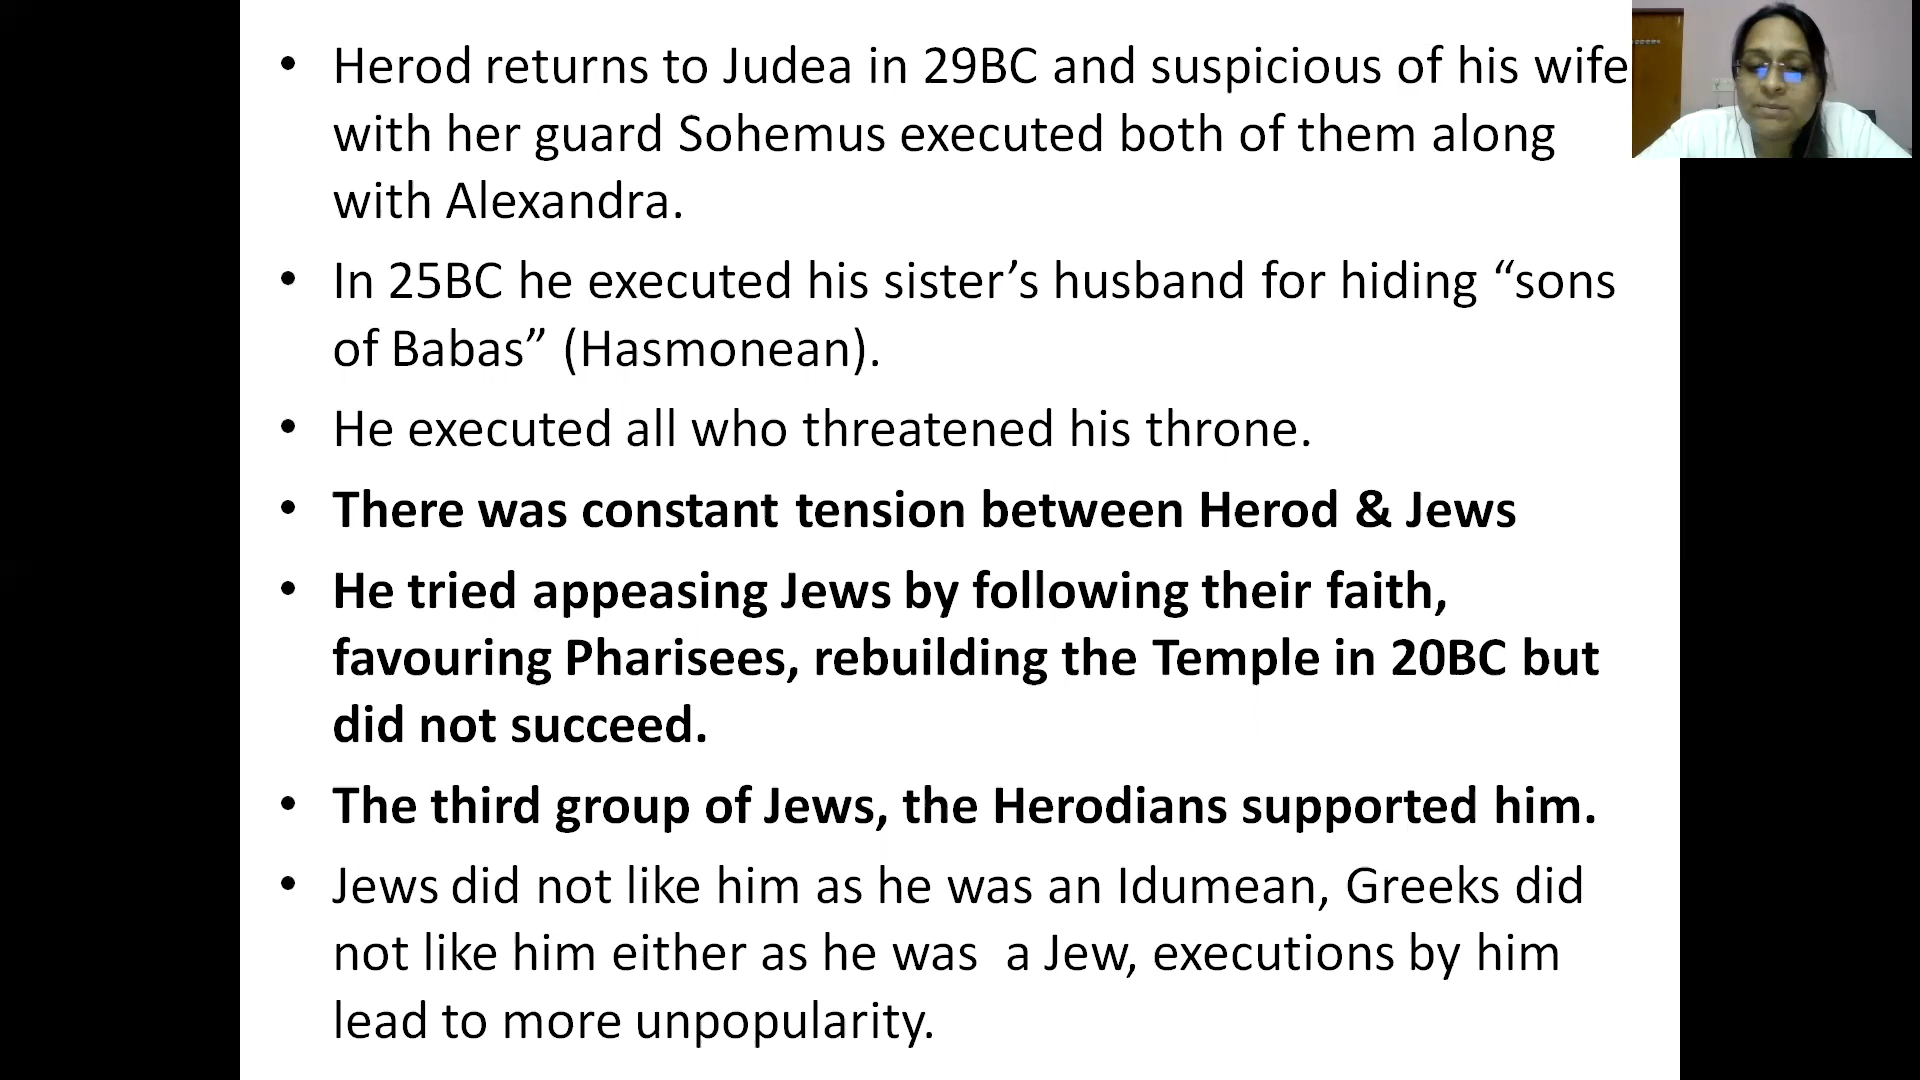 • Herod returns to Judea in 29BC and suspicious of his wife
with her guard Sohemus executed both of them along
with Alexandra.
• In 25BC he executed his sister’s husband for hiding “sons
of Babas” (Hasmonean).
• He executed all who threatened his throne.
• There was constant tension between Herod & Jews
• He tried appeasing Jews by following their faith,
favouring Pharisees, rebuilding the Temple in 20BC but
did not succeed.
• The third group of Jews, the Herodians supported him.
• Jews did not like him as he was an Idumean, Greeks did
not like him either as he was  a Jew, executions by him
lead to more unpopularity.